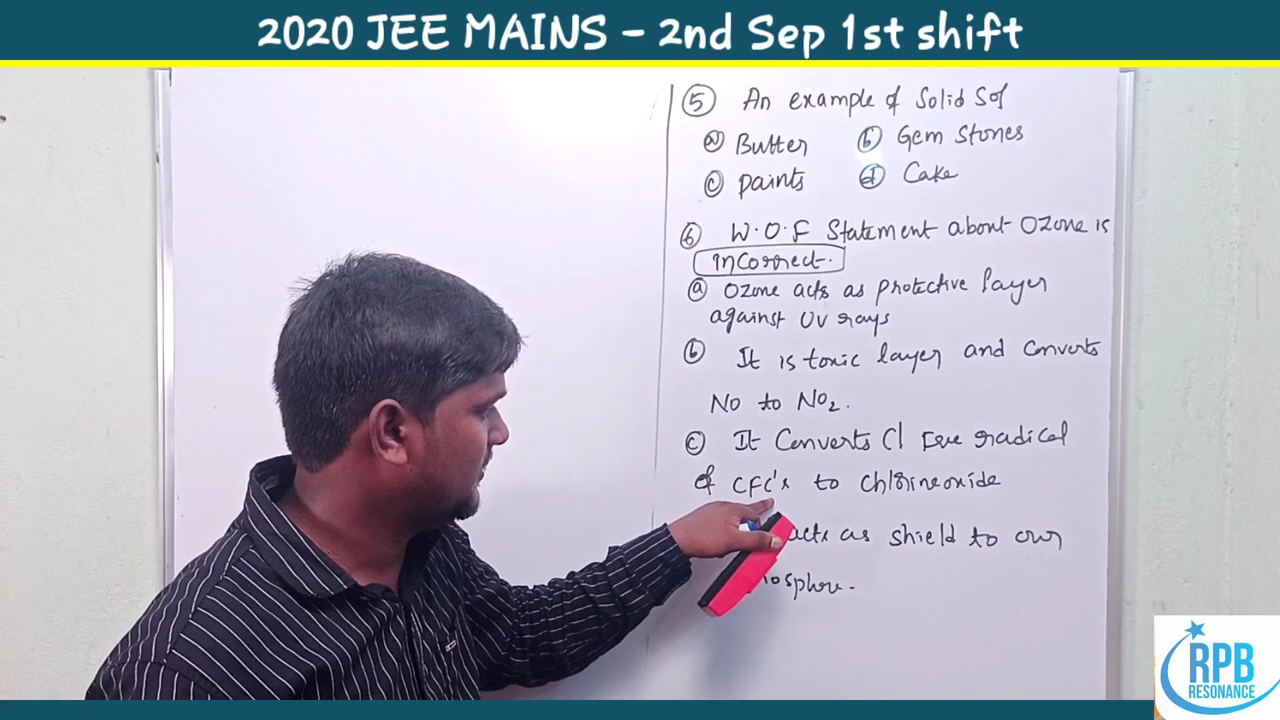 2020 JEE MAINS - 2nd Sep 1st shift
5 An example of Solid Sol
a Butter b Gem Stones
c paints d Cake
6 W.O.F Statement about Ozone is
incorrect.
a Ozone acts as protective layer
against UV rays
b It is toxic layer and converts
NO to NO2.
c It Converts Cl Free radical
of CFC's to chlorineoxide
acts as shield to our
RPB
RESONANCE